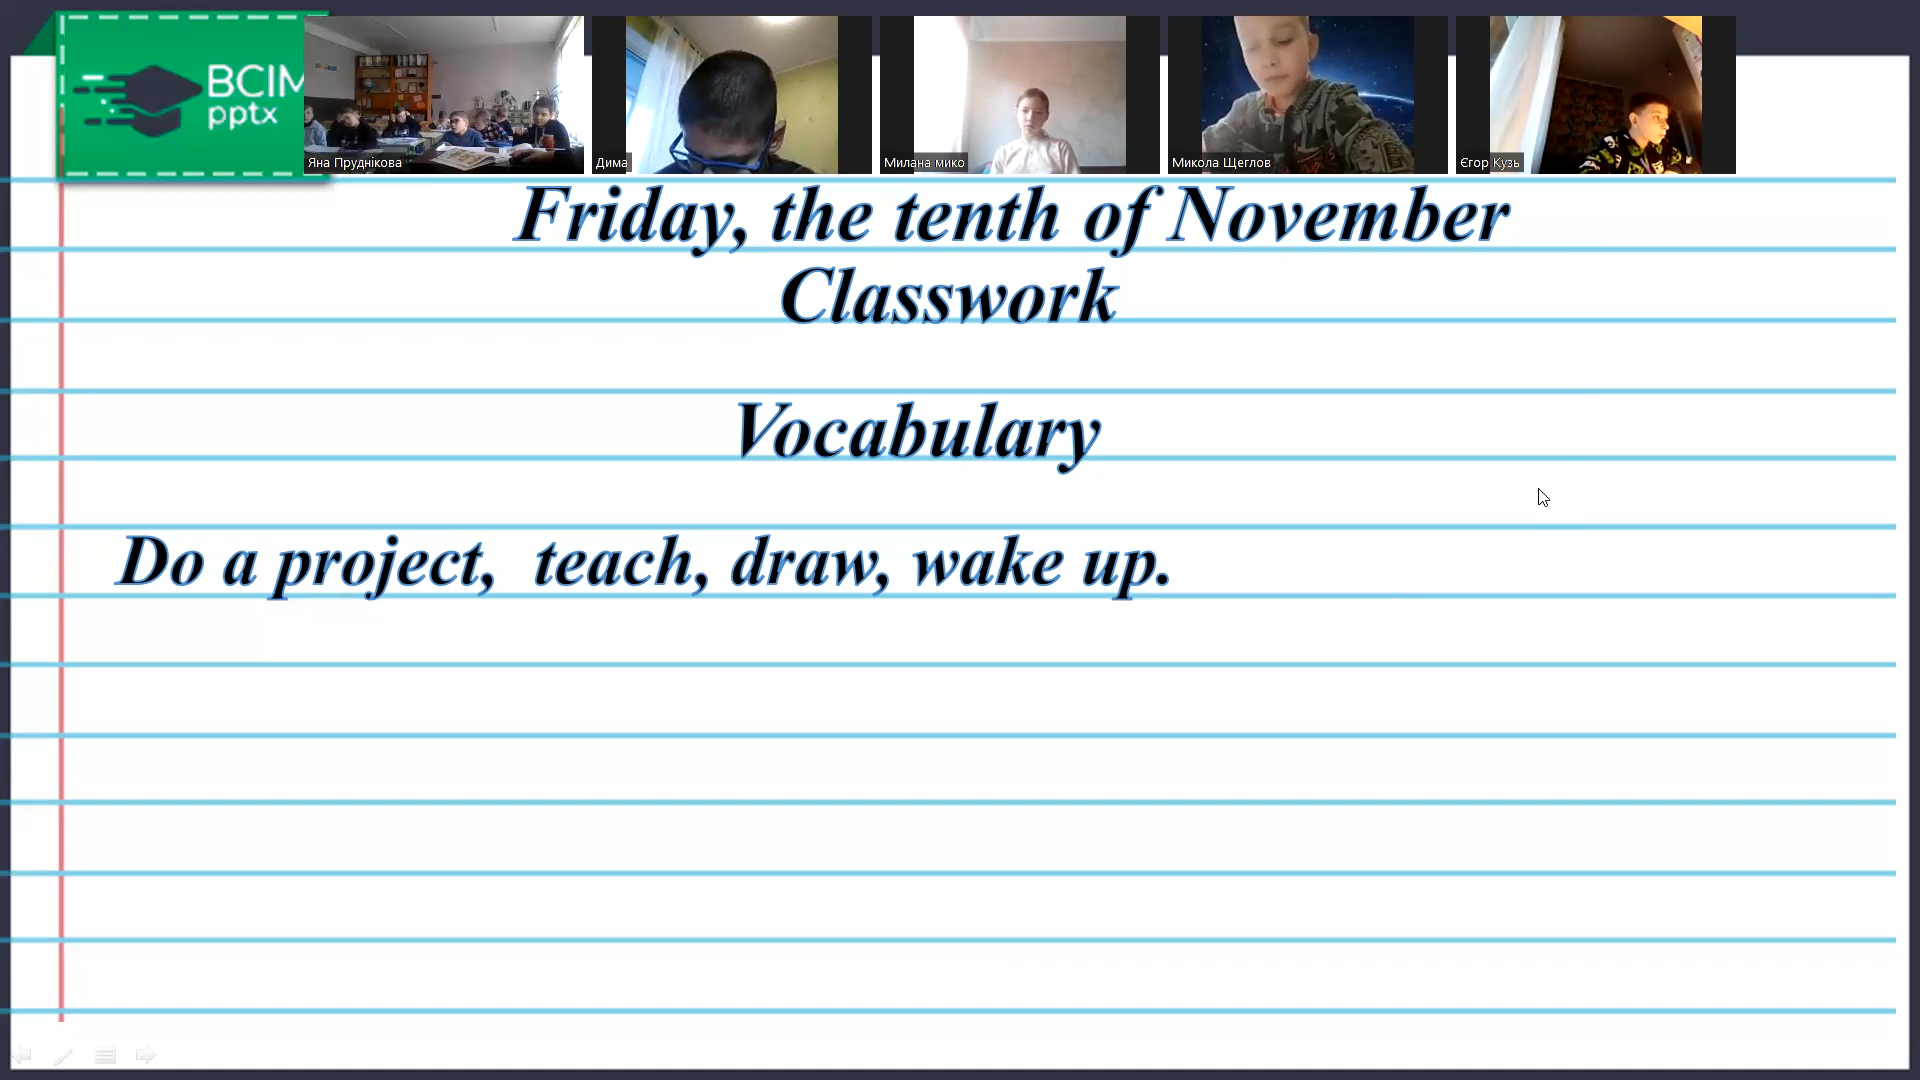 BCIM
pptx
Яна Пруднікова
Дима
Милана мико
Микола Щеглов
Єгор Кузь
Friday, the tenth of November
Classwork
Vocabulary
Do a project, teach, draw, wake up.